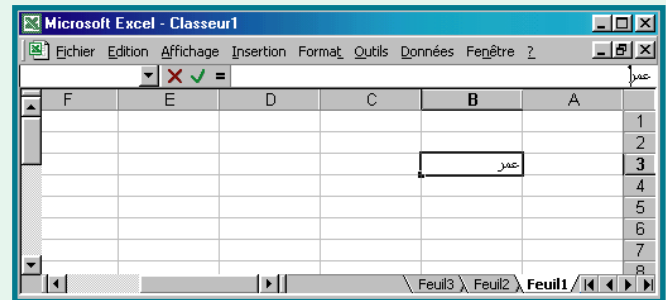 Microsoft Excel - Classeur1
Fichier Edition Affichage Insertion Format Outils Données Fenêtre ?
= عمر
F E D C B A
1
2
عمر 3
4
5
6
7
8
Feuil3 Feuil2 Feuil1